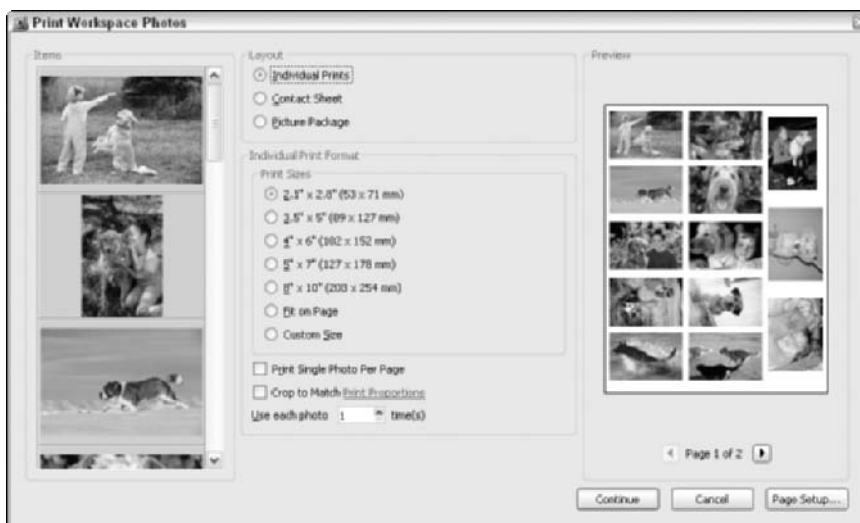 Print Workspace Photos
Items
Layout
Individual Prints
Contact Sheet
Picture Package
Individual Print Format
Print Sizes
2.1" x 2.8" (53 x 71 mm)
3.5" x 5" (89 x 127 mm)
4" x 6" (102 x 152 mm)
5" x 7" (127 x 178 mm)
8" x 10" (203 x 254 mm)
Fit on Page
Custom Size
Print Single Photo Per Page
Crop to Match Print Proportions
Use each photo 1 time(s)
Preview
Page 1 of 2
Continue
Cancel
Page Setup...